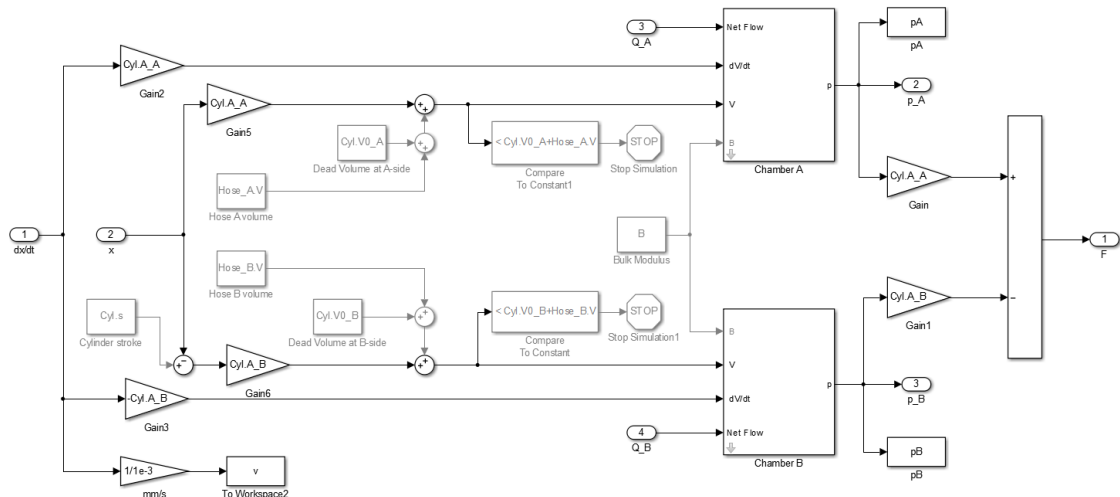 3
Q_A
Net Flow
dV/dt
V
B
p
Chamber A
pA
pA
2
p_A
Cyl.A_A
Gain2
Cyl.A_A
Gain5
Cyl.V0_A
Dead Volume at A-side
Hose_A.V
Hose A volume
< Cyl.V0_A+Hose_A.V
Compare
To Constant1
STOP
Stop Simulation
Cyl.A_A
Gain
1
dx/dt
2
x
B
Bulk Modulus
1
F
Hose_B.V
Hose B volume
Cyl.s
Cylinder stroke
Cyl.V0_B
Dead Volume at B-side
< Cyl.V0_B+Hose_B.V
Compare
To Constant
STOP
Stop Simulation1
Cyl.A_B
Gain1
Cyl.A_B
Gain6
-Cyl.A_B
Gain3
B
V
dV/dt
Net Flow
p
Chamber B
4
Q_B
3
p_B
pB
pB
1/1e-3
mm/s
v
To Workspace2